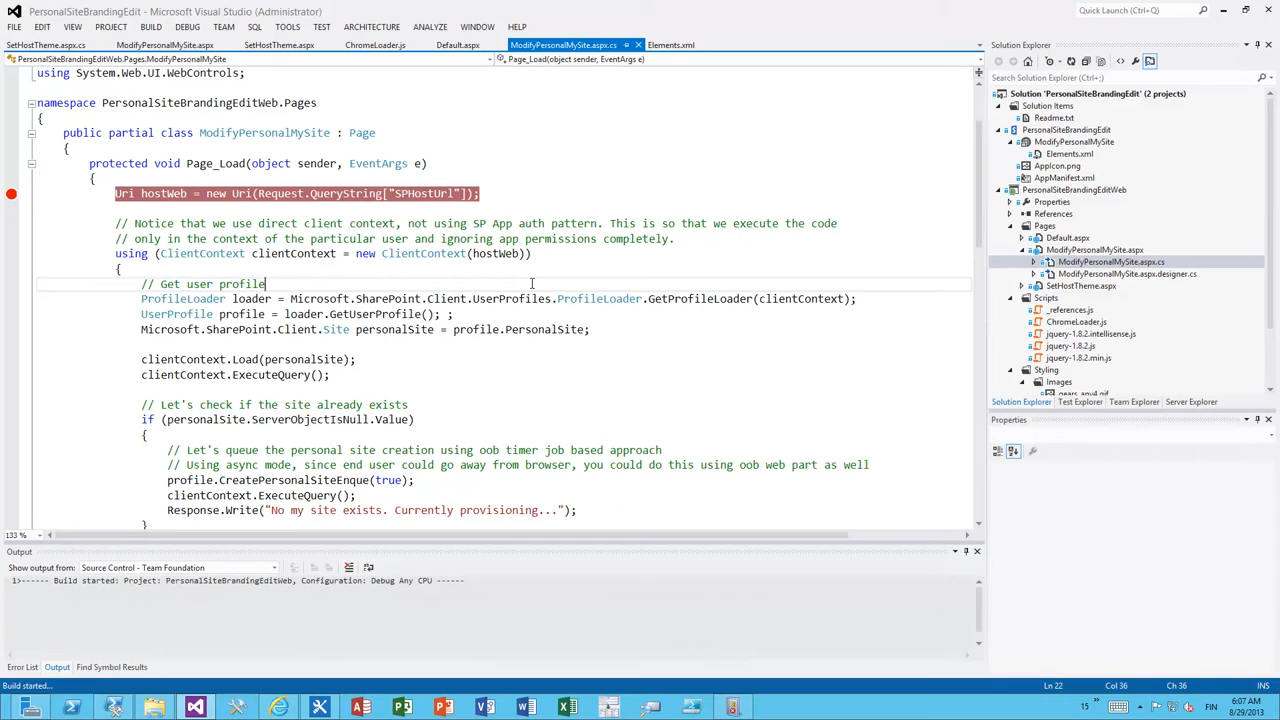 PersonalSiteBrandingEdit - Microsoft Visual Studio (Administrator)
Quick Launch (Ctrl+Q)
FILE EDIT VIEW PROJECT BUILD DEBUG TEAM SQL TOOLS TEST ARCHITECTURE ANALYZE WINDOW HELP
SetHostTheme.aspx.cs ModifyPersonalMySite.aspx SetHostTheme.aspx ChromeLoader.js Default.aspx ModifyPersonalMySite.aspx.cs Elements.xml
PersonalSiteBrandingEditWeb.Pages.ModifyPersonalMySite Page_Load(object sender, EventArgs e)
using System.Web.UI.WebControls;
namespace PersonalSiteBrandingEditWeb.Pages
{
public partial class ModifyPersonalMySite : Page
{
protected void Page_Load(object sender, EventArgs e)
{
Uri hostWeb = new Uri(Request.QueryString["SPHostUrl"]);
// Notice that we use direct client context, not using SP App auth pattern. This is so that we execute the code
// only in the context of the particular user and ignoring app permissions completely.
using (ClientContext clientContext = new ClientContext(hostWeb))
{
// Get user profile
ProfileLoader loader = Microsoft.SharePoint.Client.UserProfiles.ProfileLoader.GetProfileLoader(clientContext);
UserProfile profile = loader.GetUserProfile(); ;
Microsoft.SharePoint.Client.Site personalSite = profile.PersonalSite;
clientContext.Load(personalSite);
clientContext.ExecuteQuery();
// Let's check if the site already exists
if (personalSite.ServerObjectIsNull.Value)
{
// Let's queue the personal site creation using oob timer job based approach
// Using async mode, since end user could go away from browser, you could do this using oob web part as well
profile.CreatePersonalSiteEnque(true);
clientContext.ExecuteQuery();
Response.Write("No my site exists. Currently provisioning...");
}
133 %
Output
Show output from: Source Control - Team Foundation
1>------ Build started: Project: PersonalSiteBrandingEditWeb, Configuration: Debug Any CPU ------
Error List Output Find Symbol Results
Solution Explorer
Search Solution Explorer (Ctrl+;)
Solution 'PersonalSiteBrandingEdit' (2 projects)
Solution Items
Readme.txt
PersonalSiteBrandingEdit
ModifyPersonalMySite
Elements.xml
AppIcon.png
AppManifest.xml
PersonalSiteBrandingEditWeb
Properties
References
Pages
Default.aspx
ModifyPersonalMySite.aspx
ModifyPersonalMySite.aspx.cs
ModifyPersonalMySite.aspx.designer.cs
SetHostTheme.aspx
Scripts
_references.js
ChromeLoader.js
jquery-1.8.2.intellisense.js
jquery-1.8.2.js
jquery-1.8.2.min.js
Styling
Images
Solution Explorer Test Explorer Team Explorer Server Explorer
Properties
Build started... Ln 22 Col 36 Ch 36 INS
15 FIN
6:07 AM
8/29/2013